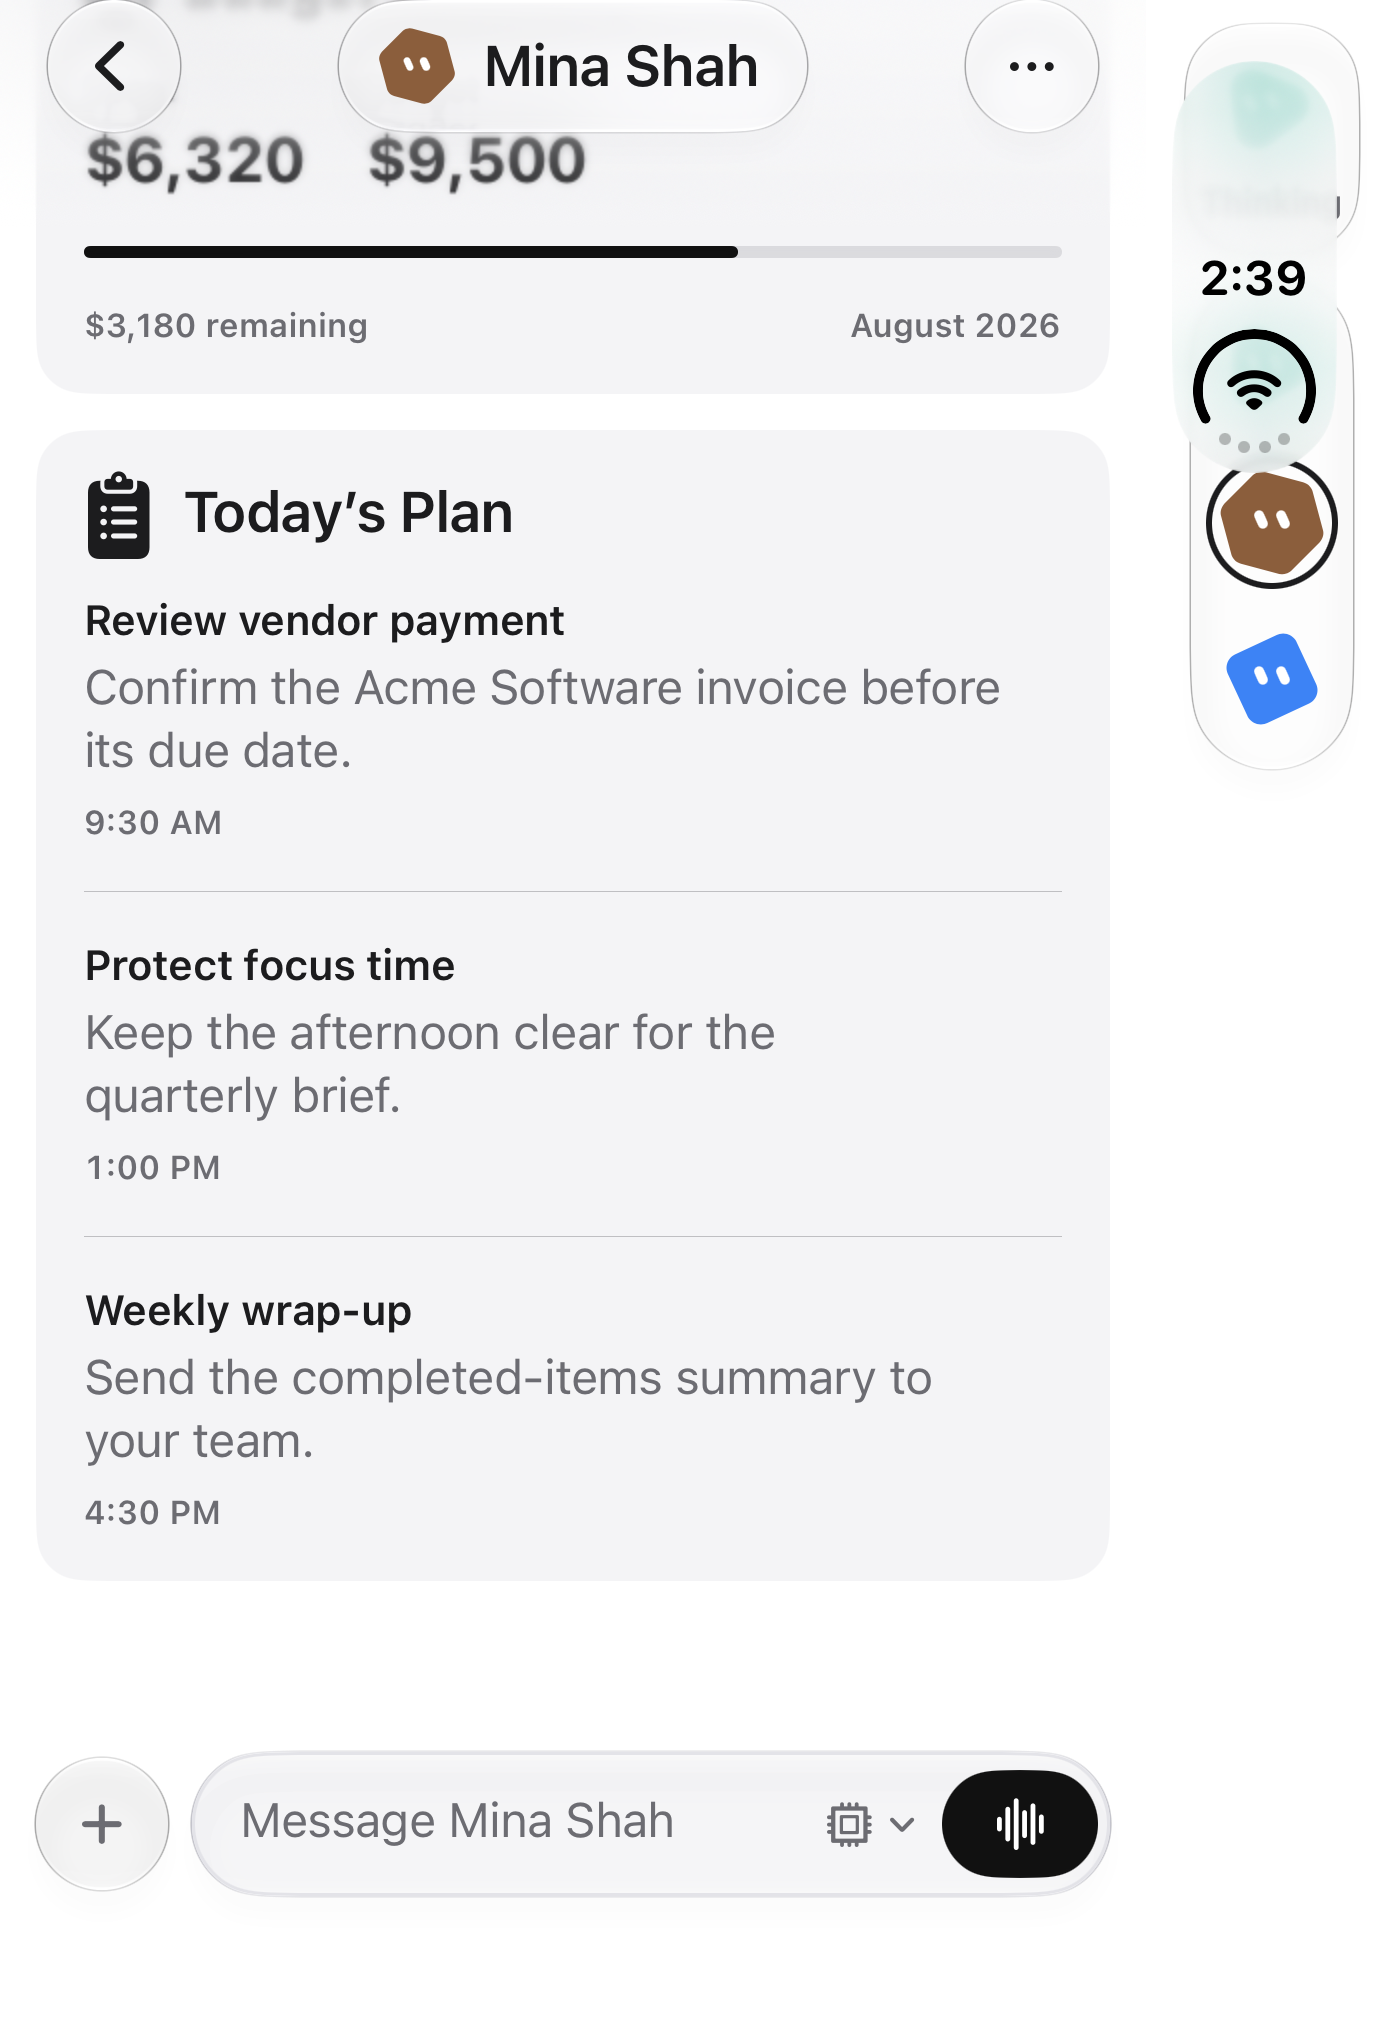 Mina Shah
$6,320 $9,500
$3,180 remaining August 2026
Today’s Plan
Review vendor payment
Confirm the Acme Software invoice before
its due date.
9:30 AM
Protect focus time
Keep the afternoon clear for the
quarterly brief.
1:00 PM
Weekly wrap-up
Send the completed-items summary to
your team.
4:30 PM
Message Mina Shah
Thinking
2:39